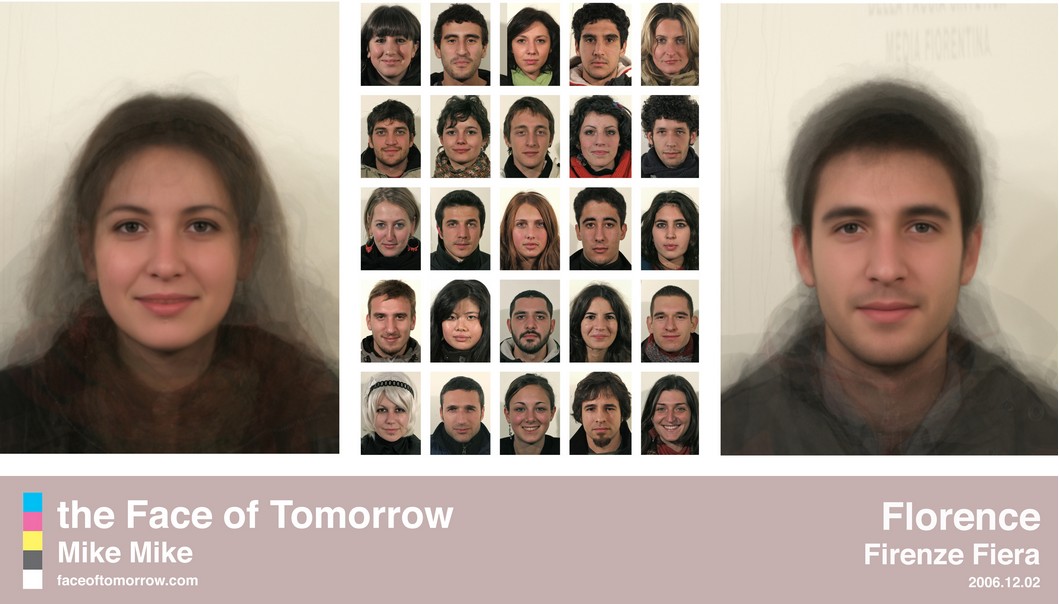 MEDIA FIORENTINA
the Face of Tomorrow
Mike Mike
faceoftomorrow.com
Florence
Firenze Fiera
2006.12.02